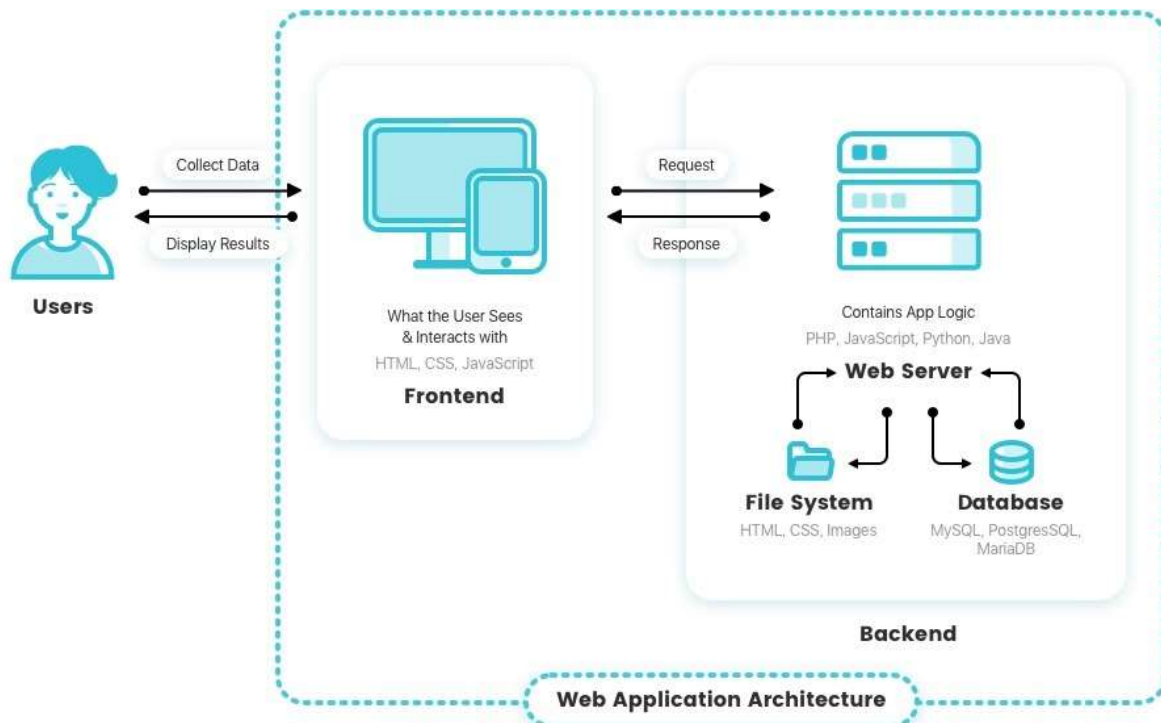 Collect Data
Display Results
Users
What the User Sees
& Interacts with
HTML, CSS, JavaScript
Frontend
Request
Response
Contains App Logic
PHP, JavaScript, Python, Java
Web Server
File System
HTML, CSS, Images
Database
MySQL, PostgresSQL,
MariaDB
Backend
Web Application Architecture